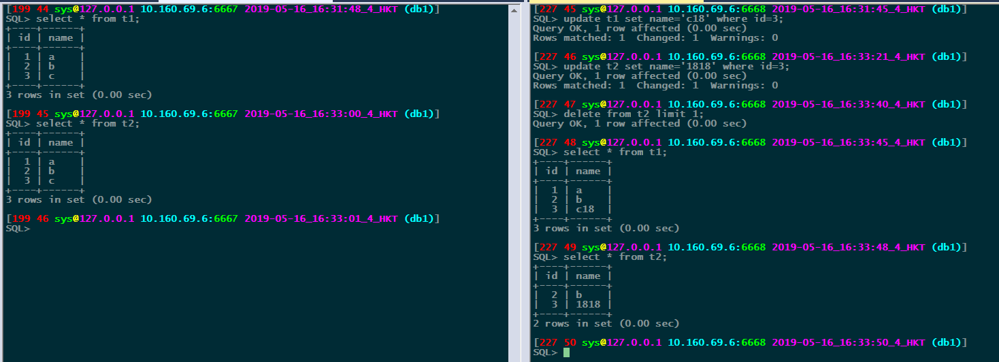 [199 44 sys@127.0.0.1 10.160.69.6:6667 2019-05-16_16:31:48_4_HKT (db1)]
SQL> select * from t1;
+----+------+
| id | name |
+----+------+
|  1 | a    |
|  2 | b    |
|  3 | c    |
+----+------+
3 rows in set (0.00 sec)
[199 45 sys@127.0.0.1 10.160.69.6:6667 2019-05-16_16:33:00_4_HKT (db1)]
SQL> select * from t2;
+----+------+
| id | name |
+----+------+
|  1 | a    |
|  2 | b    |
|  3 | c    |
+----+------+
3 rows in set (0.00 sec)
[199 46 sys@127.0.0.1 10.160.69.6:6667 2019-05-16_16:33:01_4_HKT (db1)]
SQL>
[227 45 sys@127.0.0.1 10.160.69.6:6668 2019-05-16_16:31:45_4_HKT (db1)]
SQL> update t1 set name='c18' where id=3;
Query OK, 1 row affected (0.00 sec)
Rows matched: 1  Changed: 1  Warnings: 0
[227 46 sys@127.0.0.1 10.160.69.6:6668 2019-05-16_16:33:21_4_HKT (db1)]
SQL> update t2 set name='1818' where id=3;
Query OK, 1 row affected (0.00 sec)
Rows matched: 1  Changed: 1  Warnings: 0
[227 47 sys@127.0.0.1 10.160.69.6:6668 2019-05-16_16:33:40_4_HKT (db1)]
SQL> delete from t2 limit 1;
Query OK, 1 row affected (0.00 sec)
[227 48 sys@127.0.0.1 10.160.69.6:6668 2019-05-16_16:33:45_4_HKT (db1)]
SQL> select * from t1;
+----+------+
| id | name |
+----+------+
|  1 | a    |
|  2 | b    |
|  3 | c18  |
+----+------+
3 rows in set (0.00 sec)
[227 49 sys@127.0.0.1 10.160.69.6:6668 2019-05-16_16:33:48_4_HKT (db1)]
SQL> select * from t2;
+----+------+
| id | name |
+----+------+
|  2 | b    |
|  3 | 1818 |
+----+------+
2 rows in set (0.00 sec)
[227 50 sys@127.0.0.1 10.160.69.6:6668 2019-05-16_16:33:50_4_HKT (db1)]
SQL>